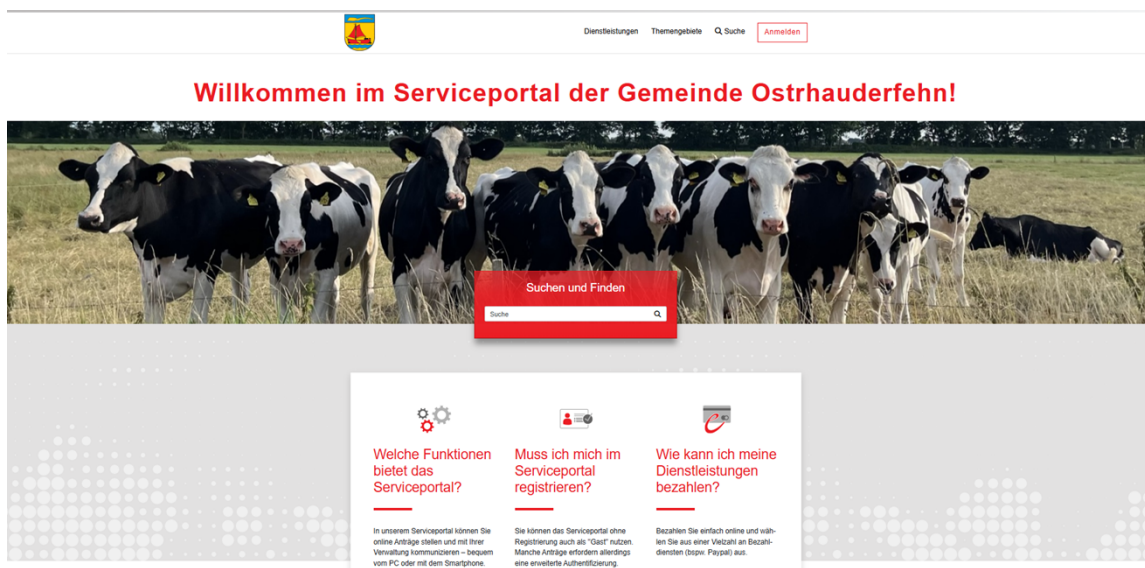 Dienstleistungen Themengebiete Suche Anmelden
Willkommen im Serviceportal der Gemeinde Ostrhauderfehn!
Suchen und Finden
Suche
Welche Funktionen
bietet das
Serviceportal?
In unserem Serviceportal können Sie
online Anträge stellen und mit Ihrer
Verwaltung kommunizieren – bequem
vom PC oder mit dem Smartphone.
Muss ich mich im
Serviceportal
registrieren?
Sie können das Serviceportal ohne
Registrierung auch als "Gast" nutzen.
Manche Anträge erfordern allerdings
eine erweiterte Authentifizierung.
Wie kann ich meine
Dienstleistungen
bezahlen?
Bezahlen Sie einfach online und wäh-
len Sie aus einer Vielzahl an Bezahl-
diensten (bspw. Paypal) aus.